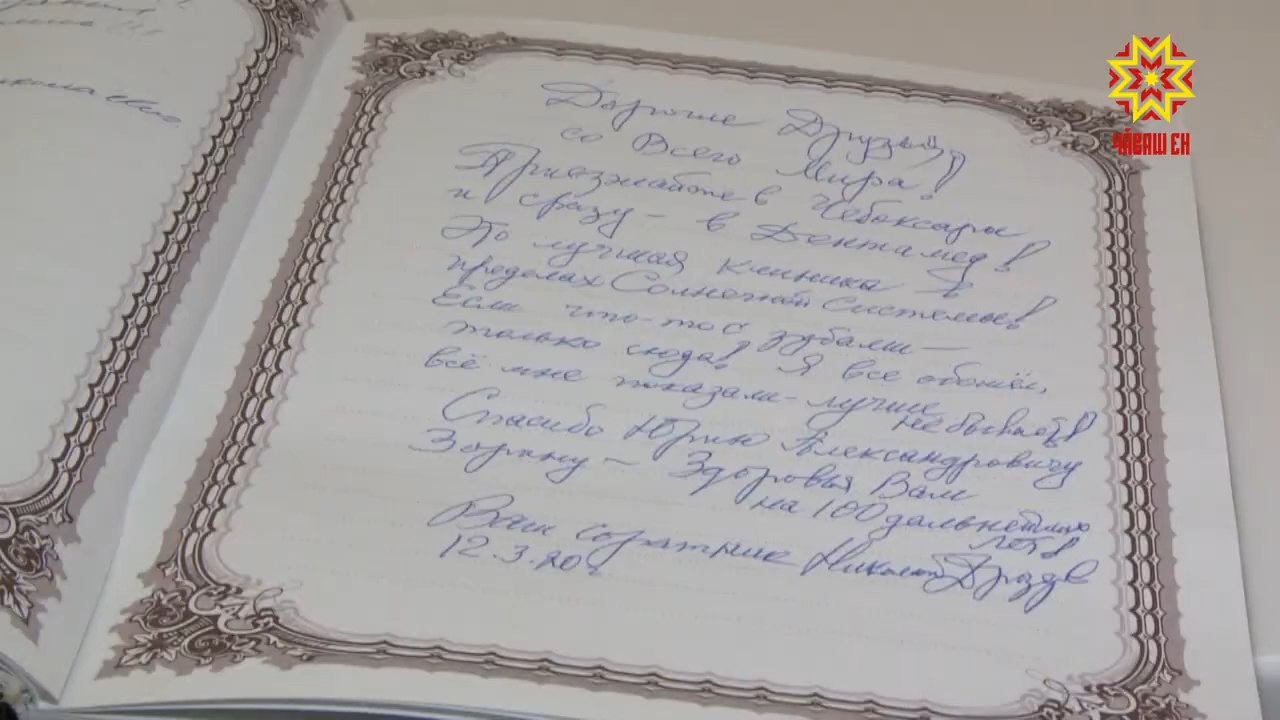 Дорогие Друзья,
со Всего Мира!
Приезжайте в Чебоксары
и сразу – в Дентамед!
Это лучшая клиника в
пределах Солнечной системы!
Если что-то с зубами –
только сюда! Я все обошёл,
всё мне показали – лучше
не бывает!
Спасибо Юрию Александровичу
Зорину – Здоровья Вам
на 100 дальнейших
лет!
Ваш соратник Николай Дроздов
12.3.20 г.
ЧӐВАШ ЕН